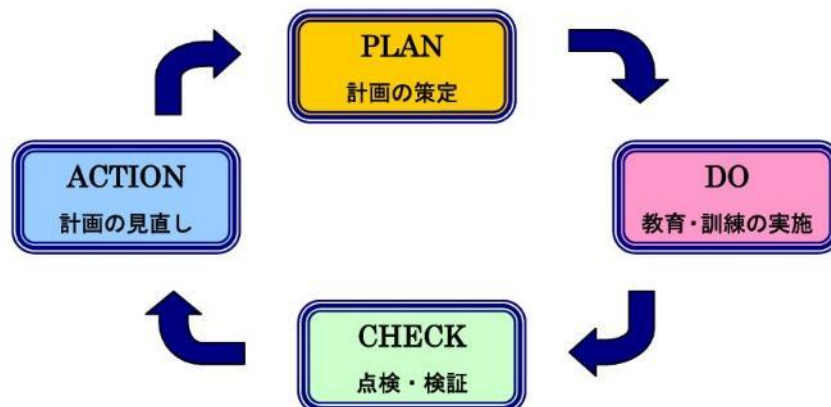 PLAN
計画の策定
DO
教育・訓練の実施
CHECK
点検・検証
ACTION
計画の見直し